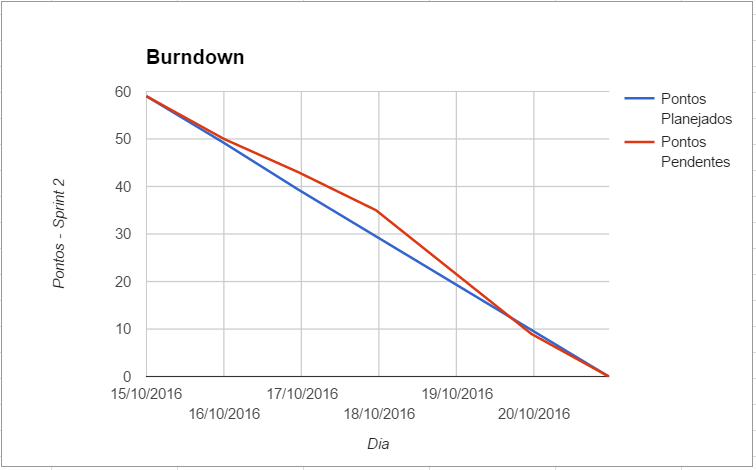 Burndown
60
50
40
30
20
10
0
Pontos - Sprint 2
15/10/2016
16/10/2016
17/10/2016
18/10/2016
19/10/2016
20/10/2016
Dia
Pontos
Planejados
Pontos
Pendentes